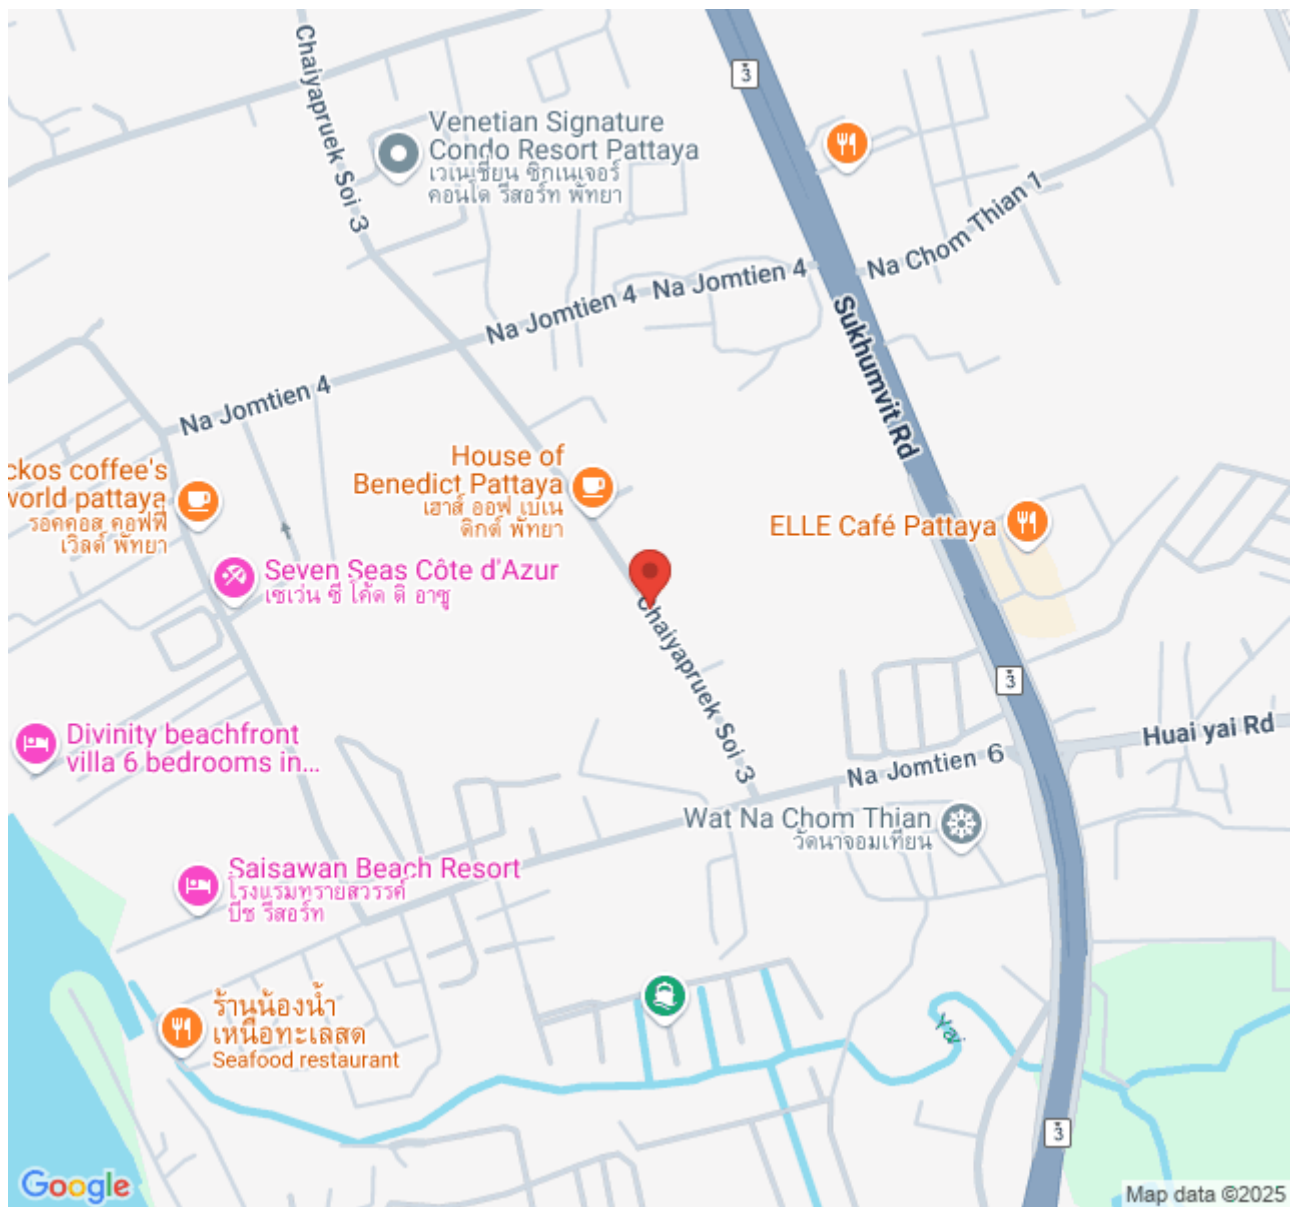 Chaiyapruek Soi 3
3
Venetian Signature
Condo Resort Pattaya
เวเนเชี่ยน ซิกเนเจอร์
คอนโด รีสอร์ท พัทยา
Na Chom Thian 1
Na Jomtien 4
Na Jomtien 4
Sukhumvit Rd
Na Jomtien 4
House of
Benedict Pattaya
เฮาส์ ออฟ เบเน
ดิกต์ พัทยา
ckos coffee's
world pattaya
รอคคอส คอฟฟี่
เวิลด์ พัทยา
ELLE Café Pattaya
Seven Seas Côte d'Azur
เซเว่น ซี โค้ด ดิ อาซู
Chaiyapruek Soi 3
3
Divinity beachfront
villa 6 bedrooms in...
Huai yai Rd
Na Jomtien 6
Wat Na Chom Thian
วัดนาจอมเทียน
Saisawan Beach Resort
โรงแรมทรายสวรรค์
บีช รีสอร์ท
ร้านน้องน้ำ
เหนือทะเลสด
Seafood restaurant
Yai
3
Google
Map data ©2025